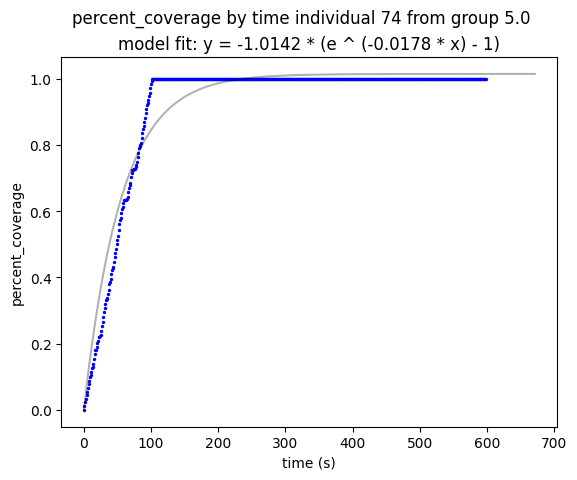 percent_coverage by time individual 74 from group 5.0
model fit: y = -1.0142 * (e ^ (-0.0178 * x) - 1)
1.0
0.8
0.6
0.4
0.2
0.0
percent_coverage
0 100 200 300 400 500 600 700
time (s)